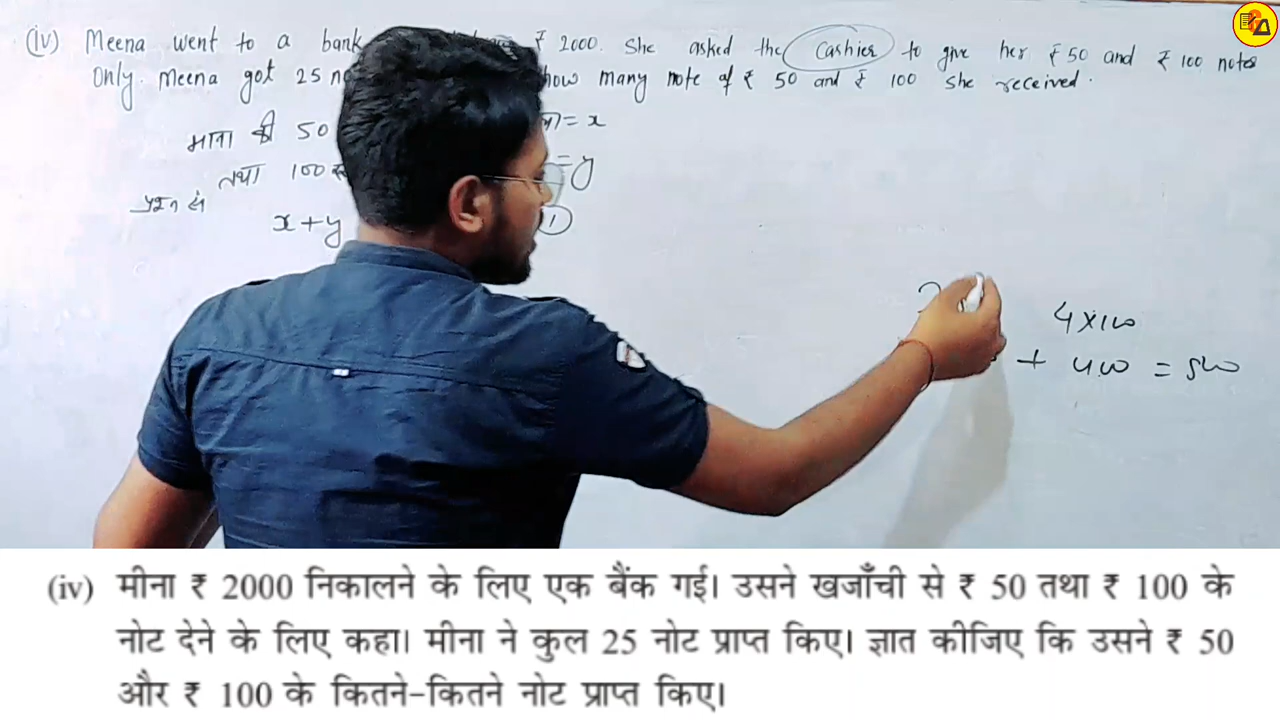 (iv) Meena went to a bank ₹ 2000. She asked the Cashier to give her ₹ 50 and ₹ 100 notes
Only. Meena got 25 how many note of ₹ 50 and ₹ 100 she received.
माना की 50 = x
तथा 100 = y
प्रश्न से
x+y 1
4×100
+ 400 = 500
(iv) मीना ₹ 2000 निकालने के लिए एक बैंक गई। उसने खजाँची से ₹ 50 तथा ₹ 100 के
नोट देने के लिए कहा। मीना ने कुल 25 नोट प्राप्त किए। ज्ञात कीजिए कि उसने ₹ 50
और ₹ 100 के कितने-कितने नोट प्राप्त किए।